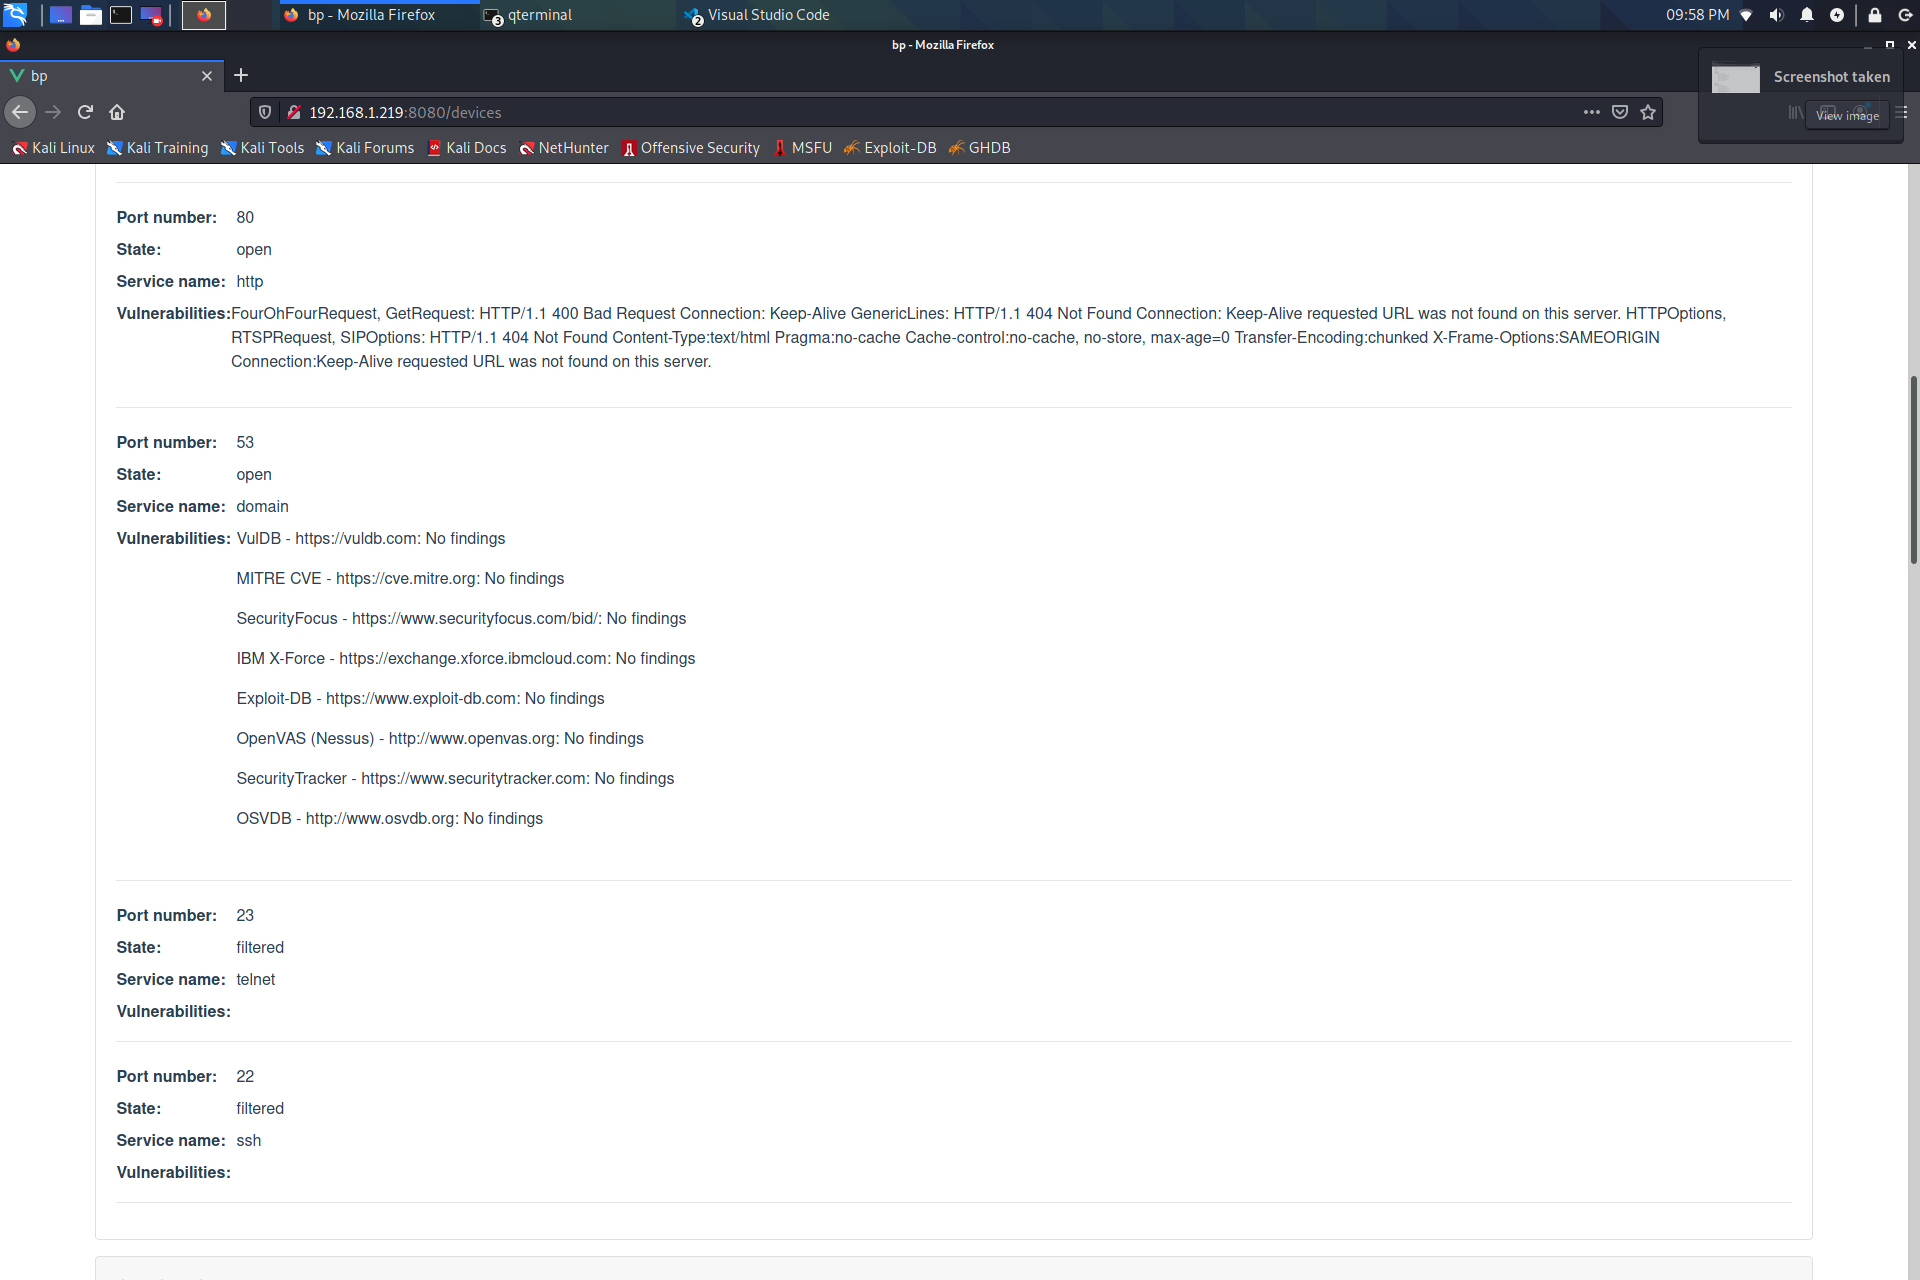 bp - Mozilla Firefox
3 qterminal
2 Visual Studio Code
09:58 PM
bp - Mozilla Firefox
bp
Screenshot taken
192.168.1.219:8080/devices
View image
Kali Linux Kali Training Kali Tools Kali Forums Kali Docs NetHunter Offensive Security MSFU Exploit-DB GHDB
Port number: 80
State: open
Service name: http
Vulnerabilities:FourOhFourRequest, GetRequest: HTTP/1.1 400 Bad Request Connection: Keep-Alive GenericLines: HTTP/1.1 404 Not Found Connection: Keep-Alive requested URL was not found on this server. HTTPOptions,
RTSPRequest, SIPOptions: HTTP/1.1 404 Not Found Content-Type:text/html Pragma:no-cache Cache-control:no-cache, no-store, max-age=0 Transfer-Encoding:chunked X-Frame-Options:SAMEORIGIN
Connection:Keep-Alive requested URL was not found on this server.
Port number: 53
State: open
Service name: domain
Vulnerabilities: VulDB - https://vuldb.com: No findings
MITRE CVE - https://cve.mitre.org: No findings
SecurityFocus - https://www.securityfocus.com/bid/: No findings
IBM X-Force - https://exchange.xforce.ibmcloud.com: No findings
Exploit-DB - https://www.exploit-db.com: No findings
OpenVAS (Nessus) - http://www.openvas.org: No findings
SecurityTracker - https://www.securitytracker.com: No findings
OSVDB - http://www.osvdb.org: No findings
Port number: 23
State: filtered
Service name: telnet
Vulnerabilities:
Port number: 22
State: filtered
Service name: ssh
Vulnerabilities: